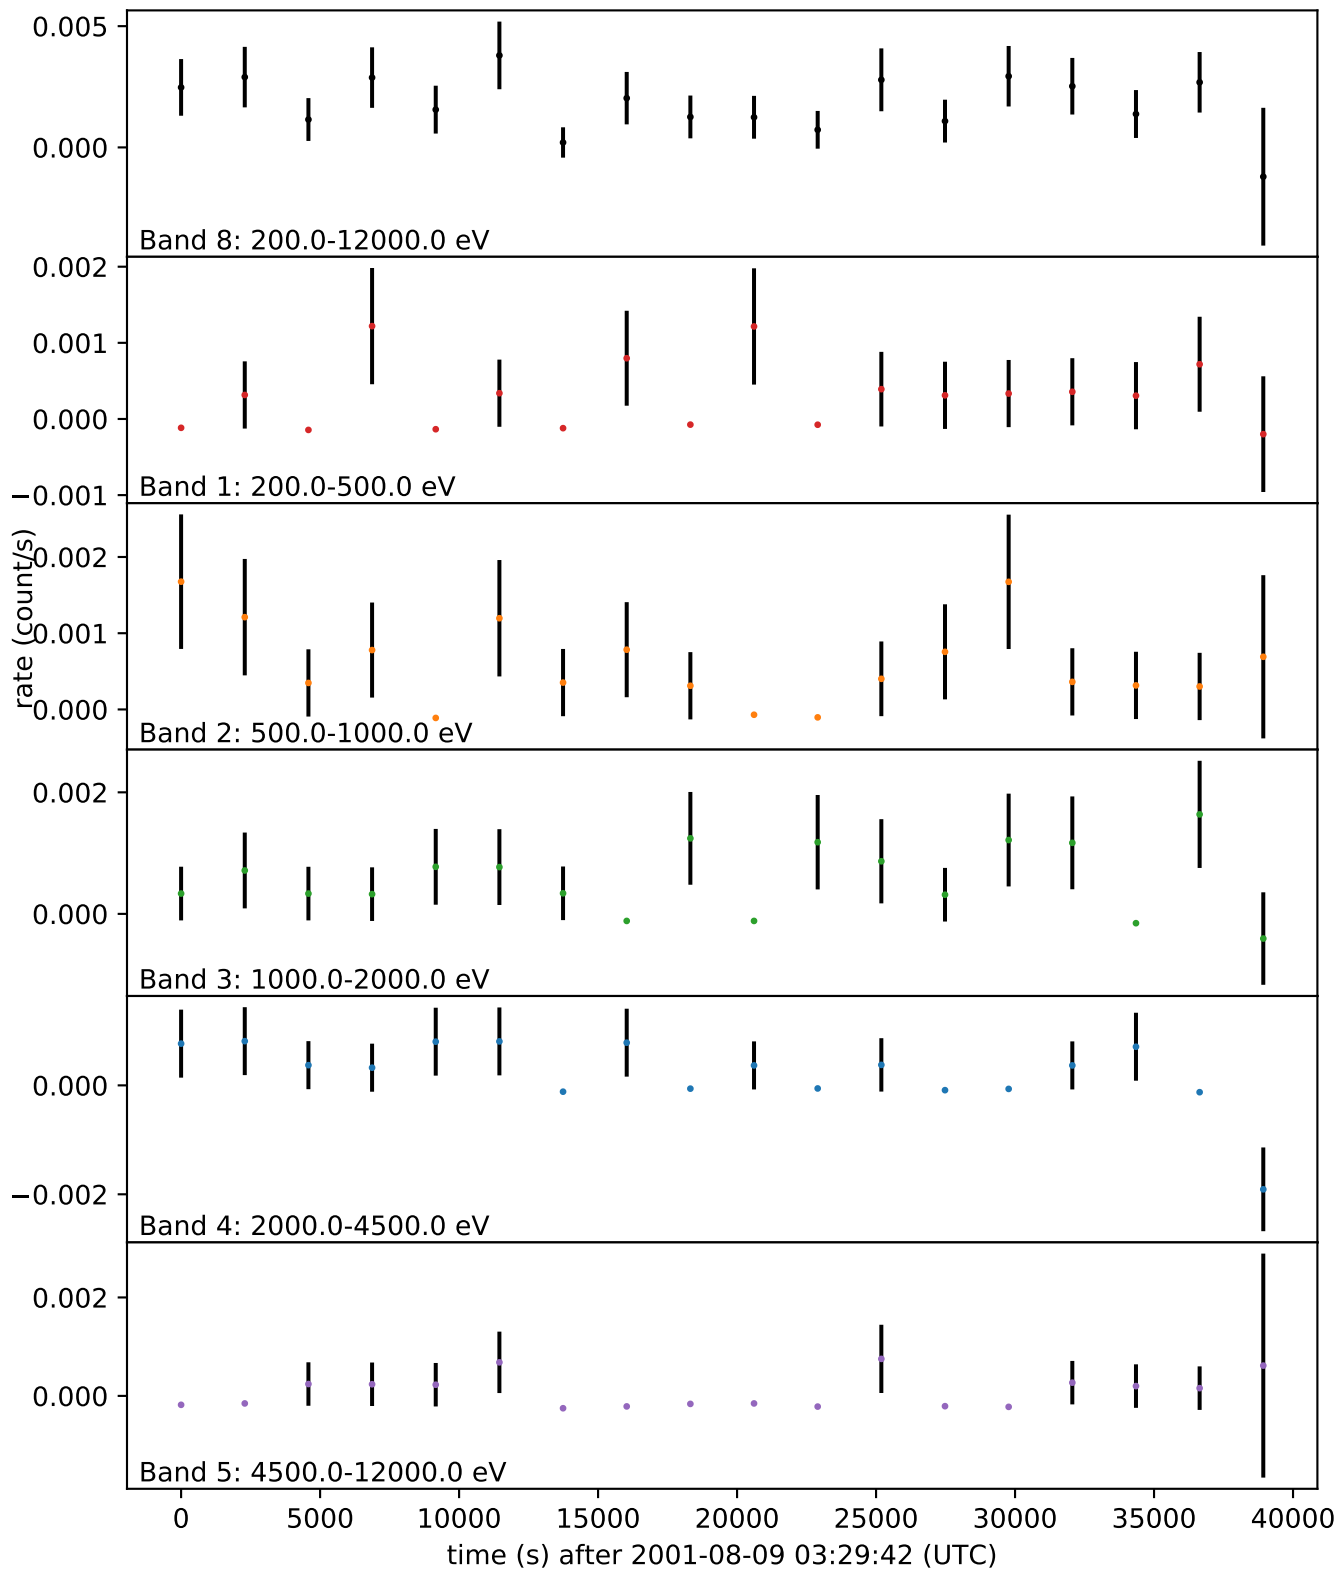 0.005
0.000
Band 8: 200.0-12000.0 eV
0.002
0.001
0.000
−0.001
Band 1: 200.0-500.0 eV
rate (count/s)
0.002
0.001
0.000
Band 2: 500.0-1000.0 eV
0.002
0.000
Band 3: 1000.0-2000.0 eV
0.000
−0.002
Band 4: 2000.0-4500.0 eV
0.002
0.000
Band 5: 4500.0-12000.0 eV
0 5000 10000 15000 20000 25000 30000 35000 40000
time (s) after 2001-08-09 03:29:42 (UTC)